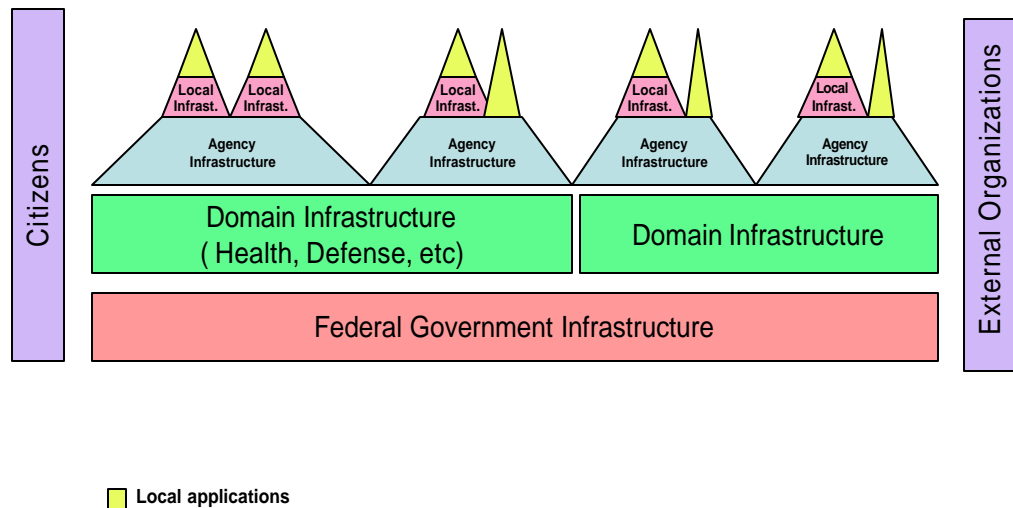 Citizens
Local
Infrast.
Local
Infrast.
Local
Infrast.
Local
Infrast.
Local
Infrast.
Agency
Infrastructure
Agency
Infrastructure
Agency
Infrastructure
Agency
Infrastructure
Domain Infrastructure
( Health, Defense, etc)
Domain Infrastructure
Federal Government Infrastructure
External Organizations
Local applications